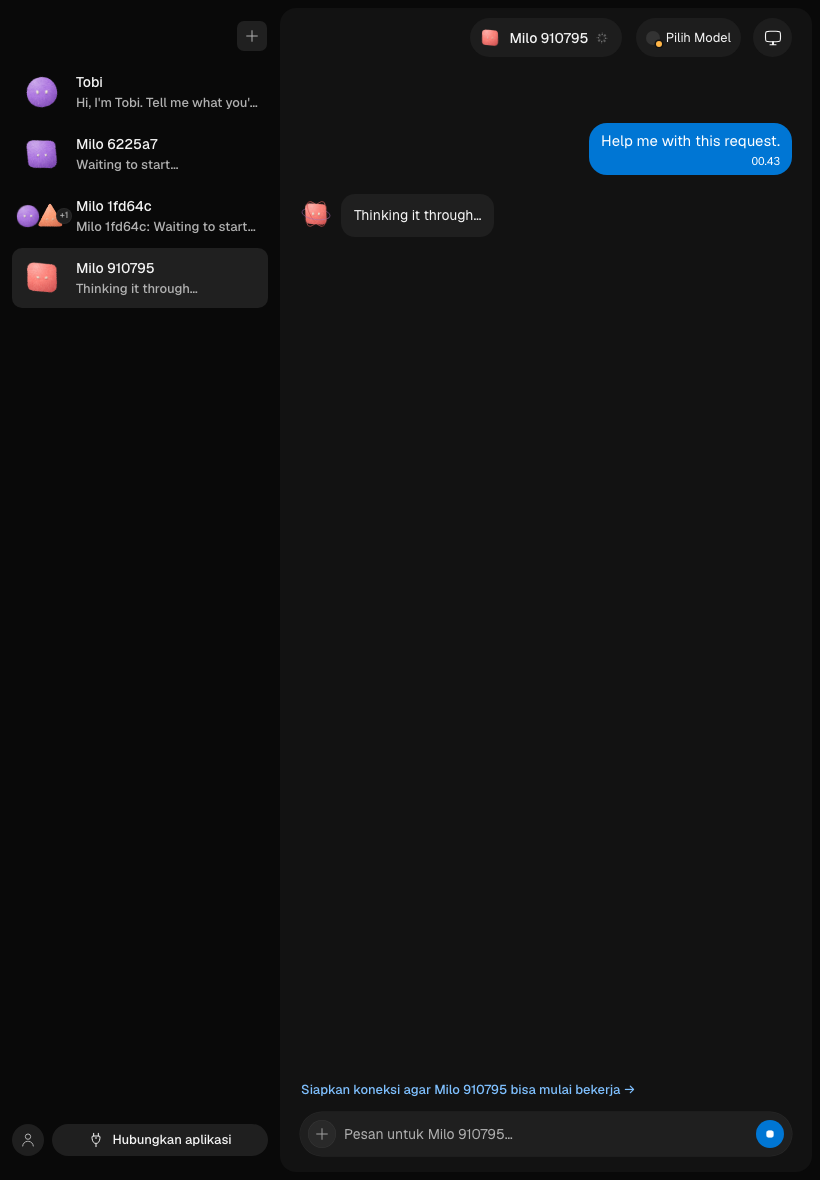 Tobi
Hi, I'm Tobi. Tell me what you'...
Milo 6225a7
Waiting to start...
+1
Milo 1fd64c
Milo 1fd64c: Waiting to start...
Milo 910795
Thinking it through...
Hubungkan aplikasi
Milo 910795
Pilih Model
Help me with this request.
00.43
Thinking it through...
Siapkan koneksi agar Milo 910795 bisa mulai bekerja →
Pesan untuk Milo 910795...